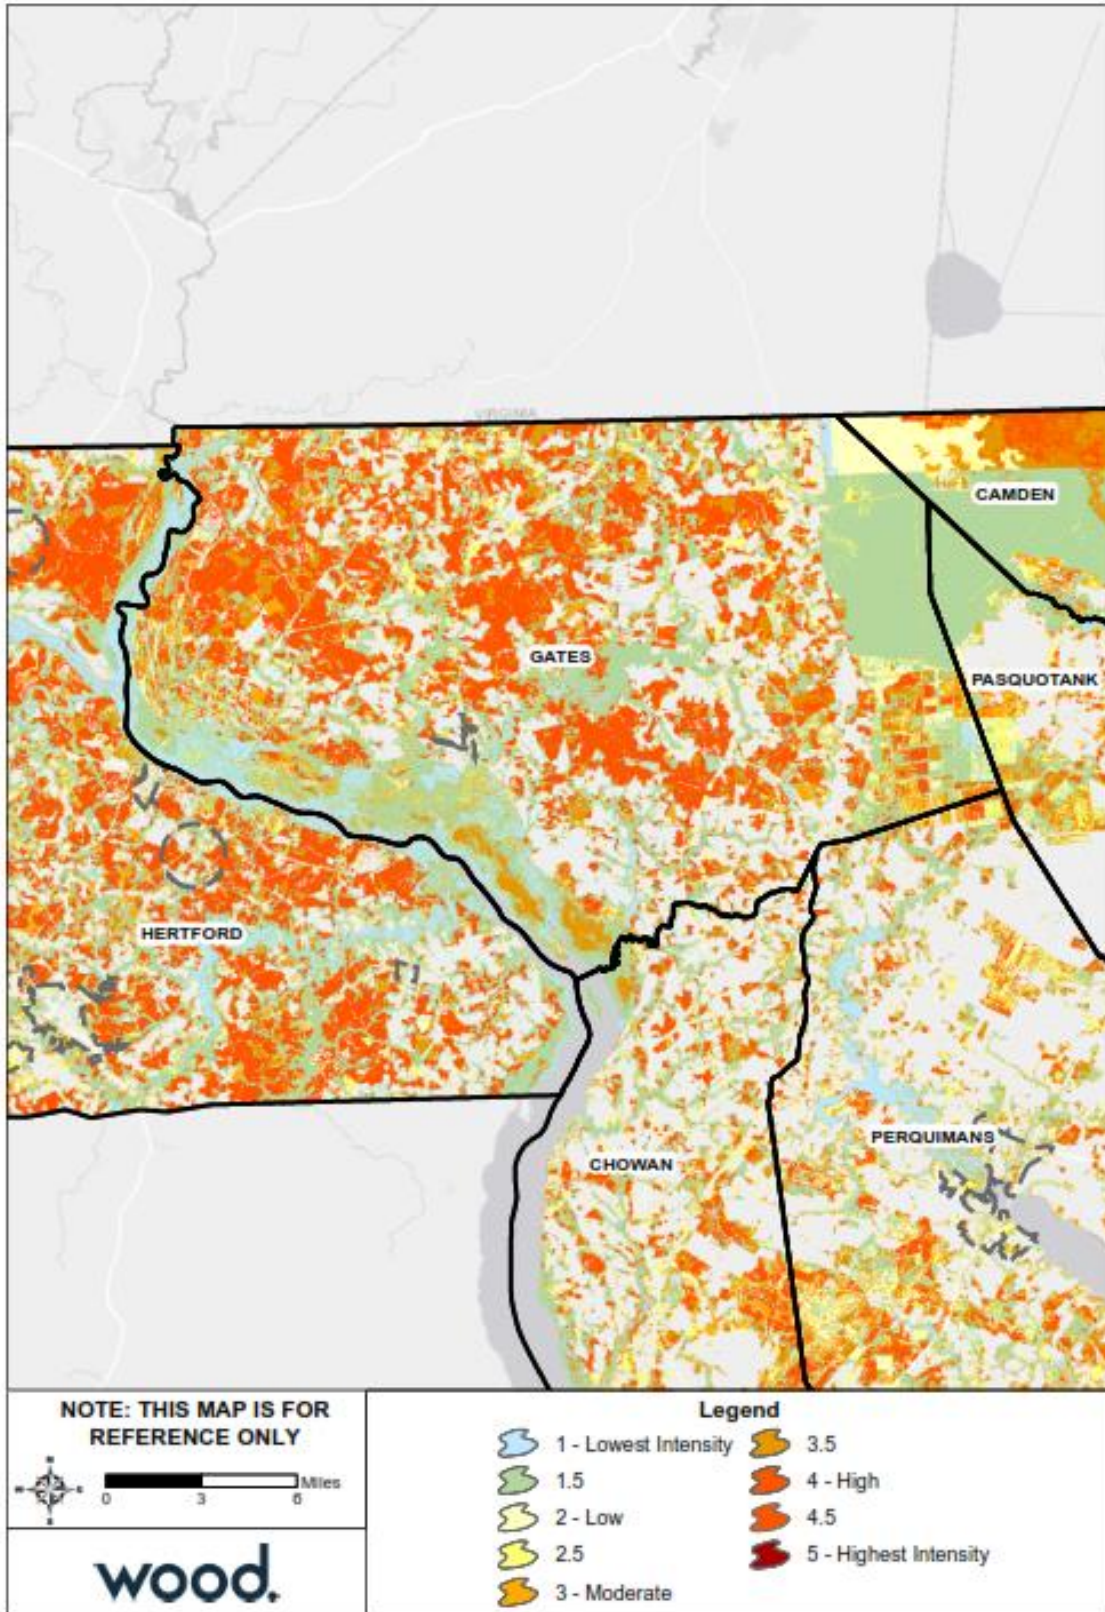 VIRGINIA
CAMDEN
GATES
PASQUOTANK
HERTFORD
PERQUIMANS
CHOWAN
NOTE: THIS MAP IS FOR
REFERENCE ONLY
Miles
0 3 6
wood.
Legend
1 - Lowest Intensity
1.5
2 - Low
2.5
3 - Moderate
3.5
4 - High
4.5
5 - Highest Intensity